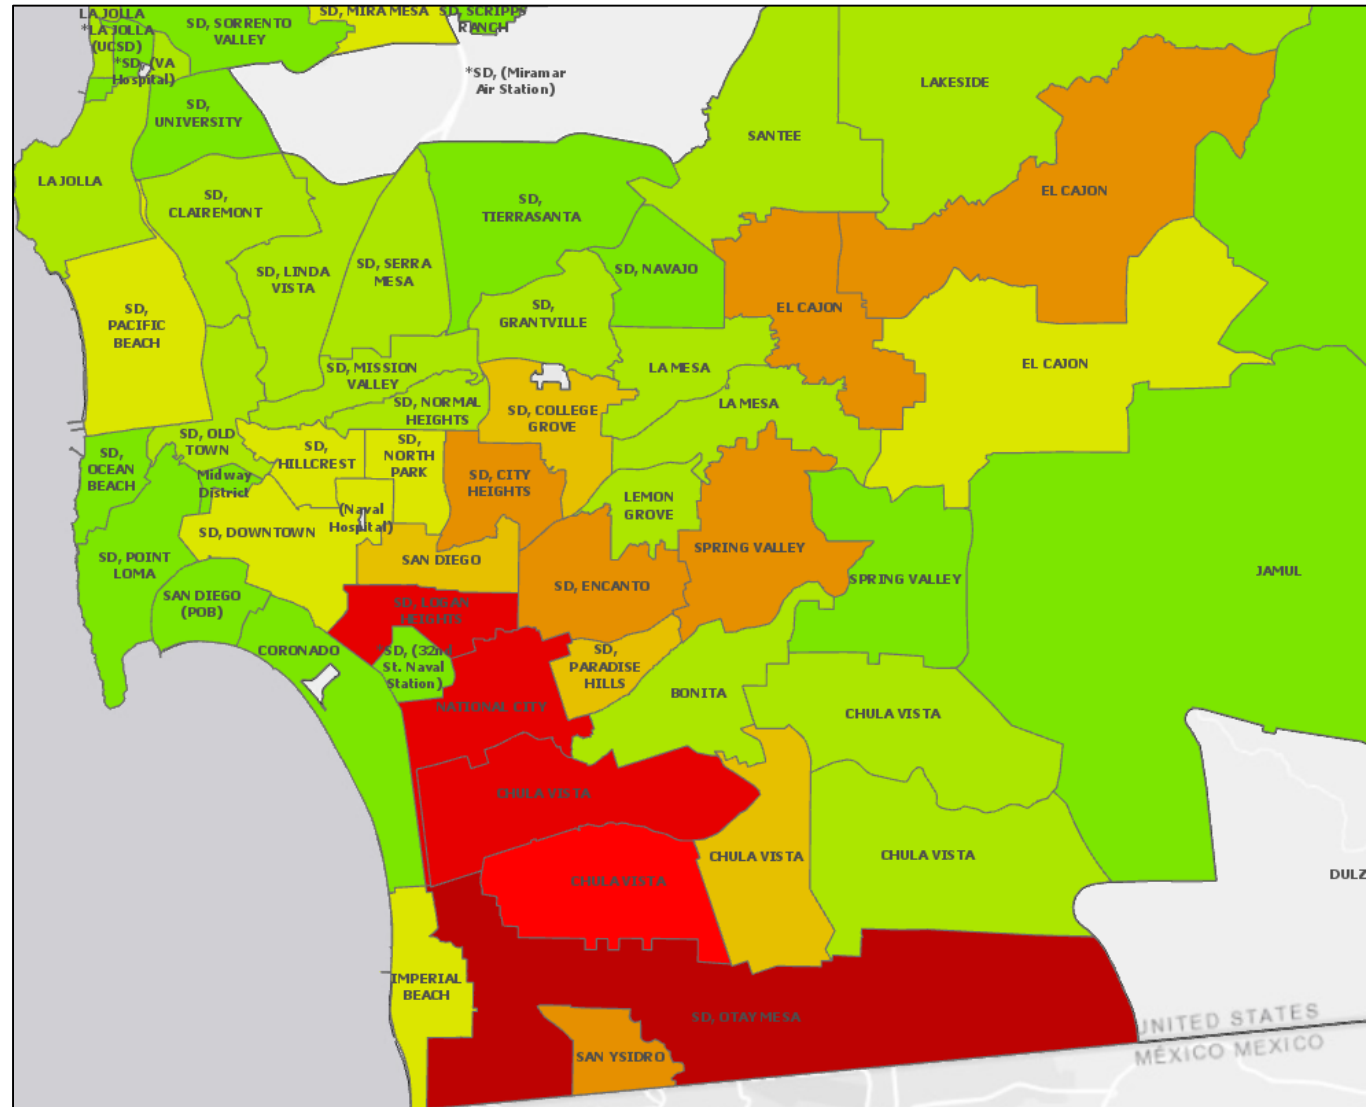 LA JOLLA
*LA JOLLA
(UCSD)
*SD, (VA
Hospital)
SD, SORRENTO
VALLEY
SD, MIRA MESA
SD, SCRIPPS
RANCH
*SD, (Miramar
Air Station)
SD,
UNIVERSITY
LAKESIDE
SANTEE
LA JOLLA
SD,
CLAIREMONT
SD,
TIERRASANTA
EL CAJON
SD, LINDA
VISTA
SD, SERRA
MESA
SD, NAVAJO
SD,
PACIFIC
BEACH
SD,
GRANTVILLE
EL CAJON
SD, MISSION
VALLEY
LA MESA
EL CAJON
SD, NORMAL
HEIGHTS
SD, COLLEGE
GROVE
LA MESA
SD, OLD
TOWN
SD,
HILLCREST
SD,
NORTH
PARK
SD,
OCEAN
BEACH
Midway
District
SD, CITY
HEIGHTS
LEMON
GROVE
(Naval
Hospital)
SD, DOWNTOWN
SD, POINT
LOMA
SAN DIEGO
SPRING VALLEY
SD, ENCANTO
SPRING VALLEY
JAMUL
SAN DIEGO
(POB)
SD, LOGAN
HEIGHTS
CORONADO
*SD, (32nd
St. Naval
Station)
SD,
PARADISE
HILLS
BONITA
NATIONAL CITY
CHULA VISTA
CHULA VISTA
CHULA VISTA
CHULA VISTA
CHULA VISTA
DULZ
IMPERIAL
BEACH
SD, OTAY MESA
SAN YSIDRO
UNITED STATES
MÉXICO MEXICO